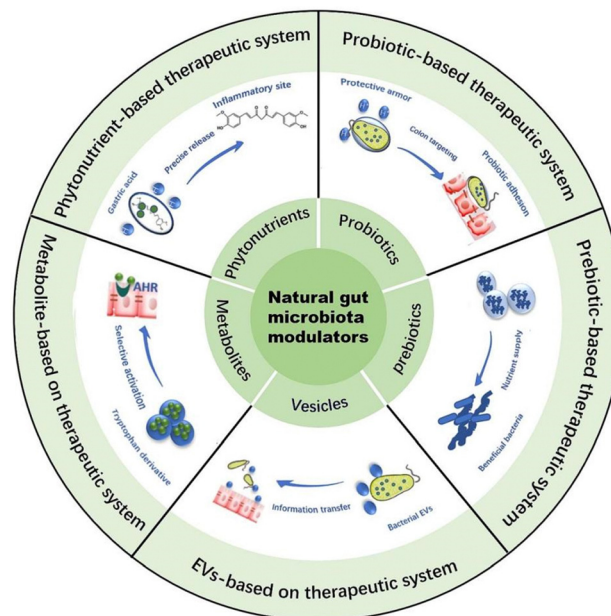 Phytonutrient-based therapeutic system
Inflammatory site
Precise release
Gastric acid
Probiotic-based therapeutic system
Protective armor
Colon targeting
Probiotic adhesion
Prebiotic-based therapeutic system
Nutrient supply
Beneficial bacteria
EVs-based on therapeutic system
Information transfer
Bacterial EVs
Metabolite-based on therapeutic system
AHR
Selective activation
Tryptophan derivative
Phytonutrients
Probiotics
prebiotics
Vesicles
Metabolites
Natural gut
microbiota
modulators